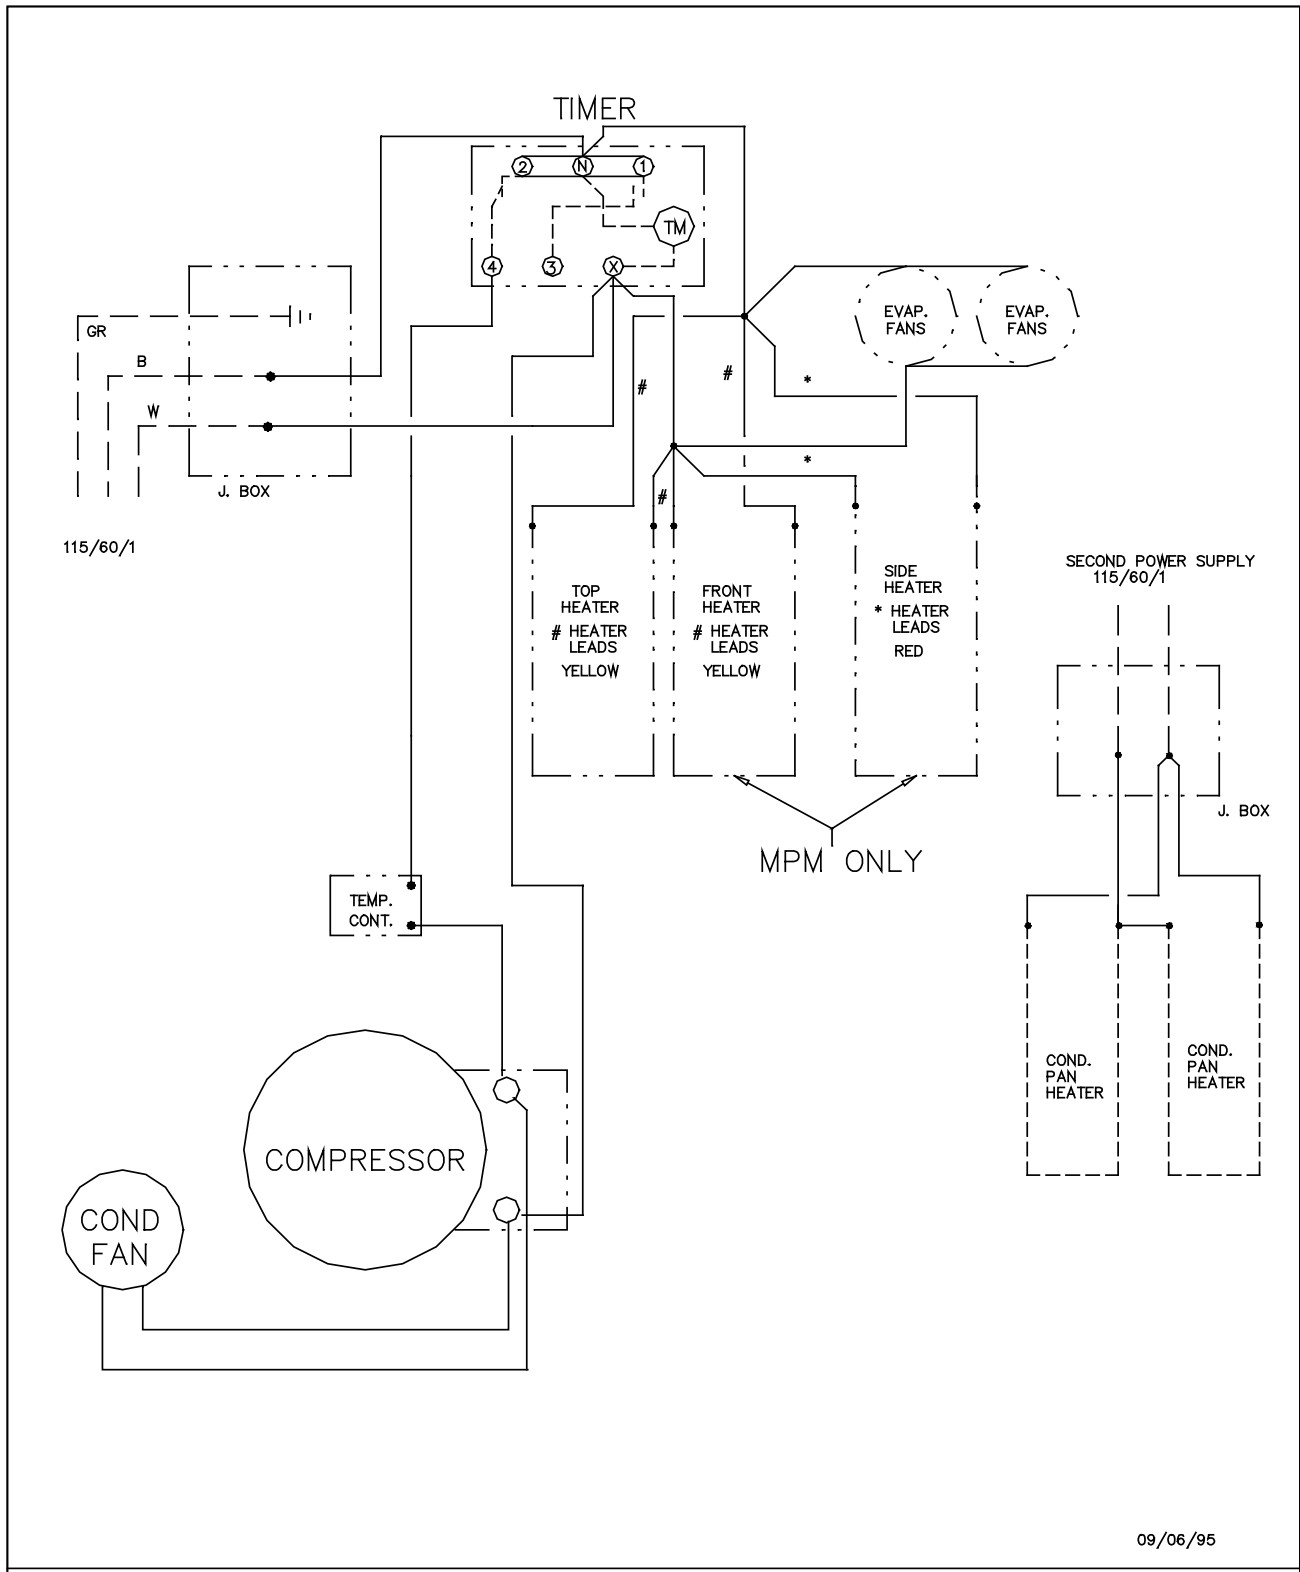 TIMER
2 N 1
TM
4 3 X
GR
B
W
J. BOX
115/60/1
EVAP.
FANS
EVAP.
FANS
#
#
*
*
#
TOP
HEATER
# HEATER
LEADS
YELLOW
FRONT
HEATER
# HEATER
LEADS
YELLOW
SIDE
HEATER
* HEATER
LEADS
RED
MPM ONLY
SECOND POWER SUPPLY
115/60/1
J. BOX
TEMP.
CONT.
COND.
PAN
HEATER
COND.
PAN
HEATER
COMPRESSOR
COND
FAN
09/06/95